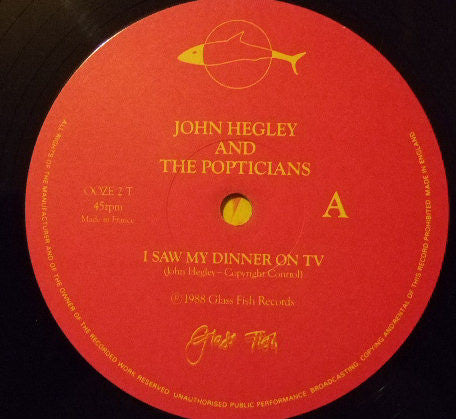 JOHN HEGLEY
AND
THE POPTICIANS
OOZE 2 T
45rpm
Made in France
A
I SAW MY DINNER ON TV
(John Hegley – Copyright Control)
℗ 1988 Glass Fish Records
Glass Fish
ALL RIGHTS OF THE MANUFACTURER AND OF THE OWNER OF THE RECORDED WORK RESERVED. UNAUTHORISED PUBLIC PERFORMANCE BROADCASTING, COPYING AND RENTAL OF THIS RECORD PROHIBITED MADE IN ENGLAND